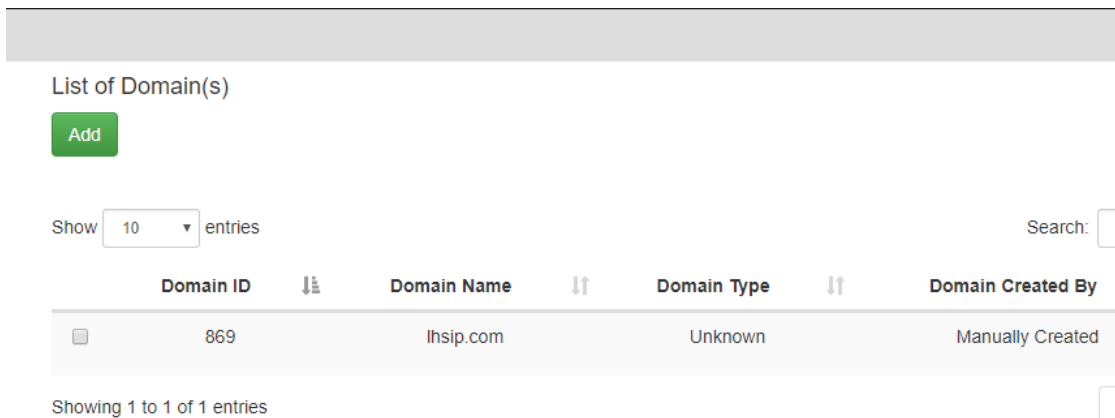 List of Domain(s)
Add
Show 10 entries
Search:
Domain ID Domain Name Domain Type Domain Created By
869 lhsip.com Unknown Manually Created
Showing 1 to 1 of 1 entries